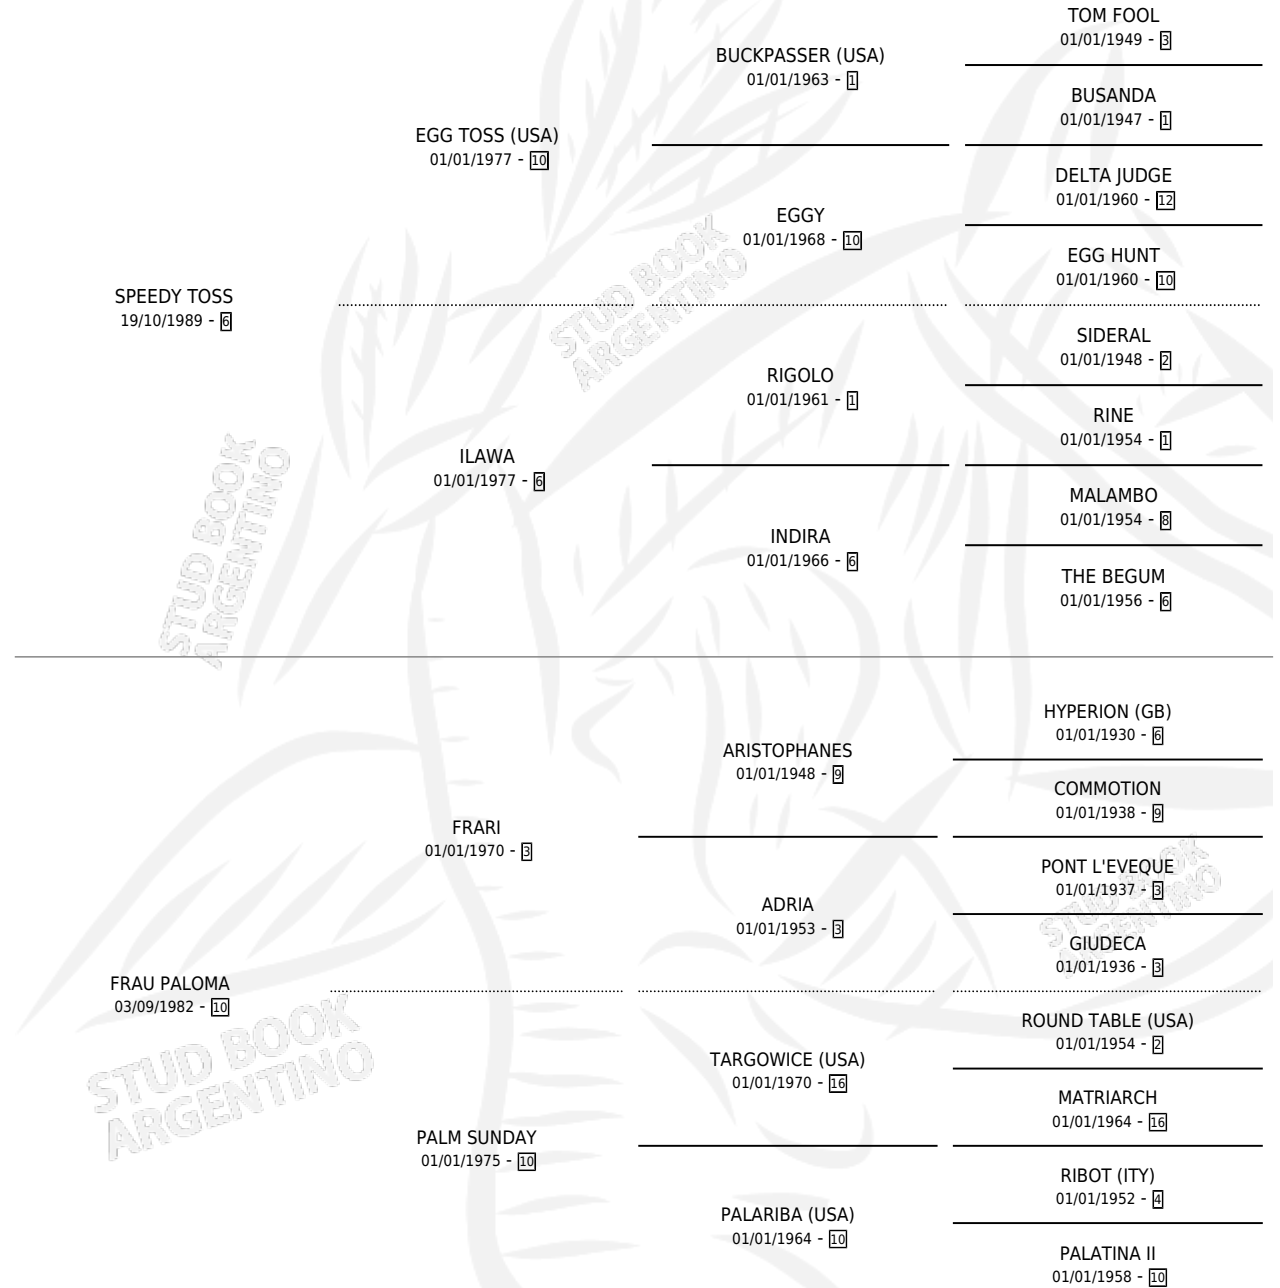 TOM FOOL
01/01/1949 - 3
BUCKPASSER (USA)
01/01/1963 - 1
BUSANDA
01/01/1947 - 1
EGG TOSS (USA)
01/01/1977 - 10
DELTA JUDGE
01/01/1960 - 12
EGGY
01/01/1968 - 10
EGG HUNT
01/01/1960 - 10
SPEEDY TOSS
19/10/1989 - 6
STUD BOOK
ARGENTINO
SIDERAL
01/01/1948 - 2
RIGOLO
01/01/1961 - 1
RINE
01/01/1954 - 1
ILAWA
01/01/1977 - 6
STUD BOOK
ARGENTINO
MALAMBO
01/01/1954 - 8
INDIRA
01/01/1966 - 6
THE BEGUM
01/01/1956 - 6
HYPERION (GB)
01/01/1930 - 6
ARISTOPHANES
01/01/1948 - 9
COMMOTION
01/01/1938 - 9
FRARI
01/01/1970 - 3
PONT L'EVEQUE
01/01/1937 - 3
ADRIA
01/01/1953 - 3
STUD BOOK
ARGENTINO
GIUDECA
01/01/1936 - 3
FRAU PALOMA
03/09/1982 - 10
STUD BOOK
ARGENTINO
ROUND TABLE (USA)
01/01/1954 - 2
TARGOWICE (USA)
01/01/1970 - 16
MATRIARCH
01/01/1964 - 16
PALM SUNDAY
01/01/1975 - 10
RIBOT (ITY)
01/01/1952 - 4
PALARIBA (USA)
01/01/1964 - 10
PALATINA II
01/01/1958 - 10